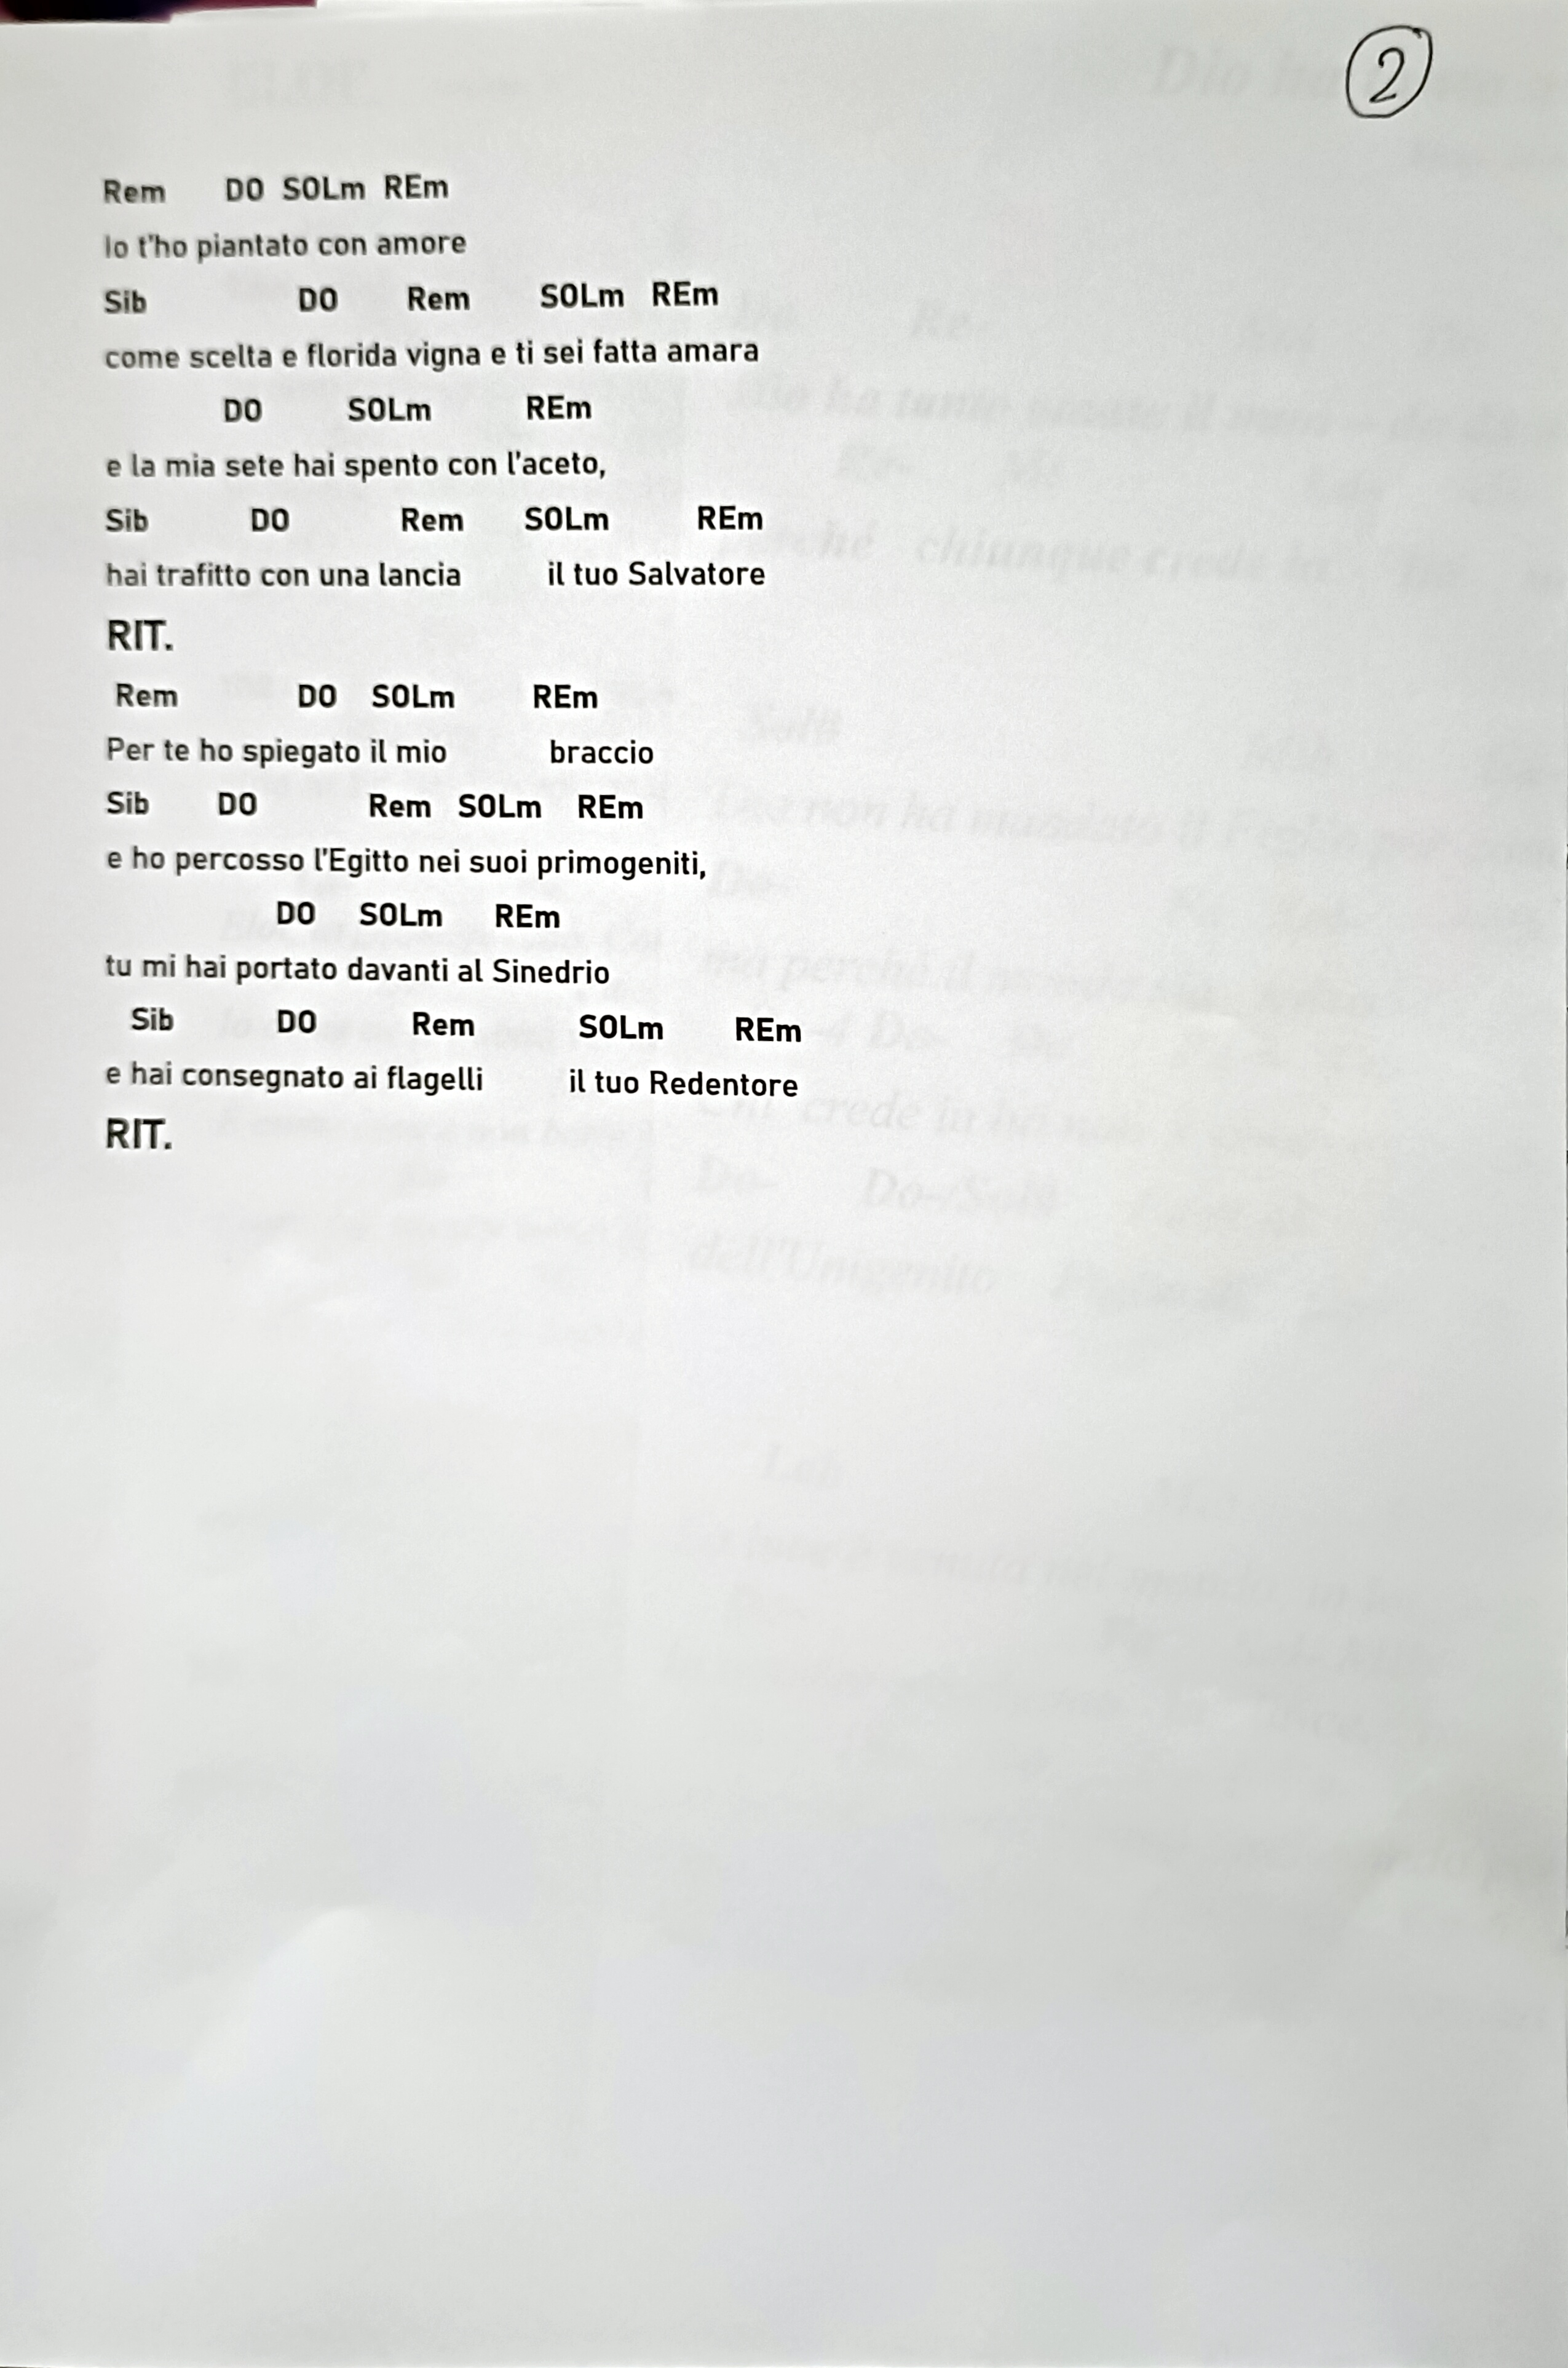 2
Rem DO SOLm REm
Io t'ho piantato con amore
Sib DO Rem SOLm REm
come scelta e florida vigna e ti sei fatta amara
DO SOLm REm
e la mia sete hai spento con l'aceto,
Sib DO Rem SOLm REm
hai trafitto con una lancia il tuo Salvatore
RIT.
Rem DO SOLm REm
Per te ho spiegato il mio braccio
Sib DO Rem SOLm REm
e ho percosso l'Egitto nei suoi primogeniti,
DO SOLm REm
tu mi hai portato davanti al Sinedrio
Sib DO Rem SOLm REm
e hai consegnato ai flagelli il tuo Redentore
RIT.